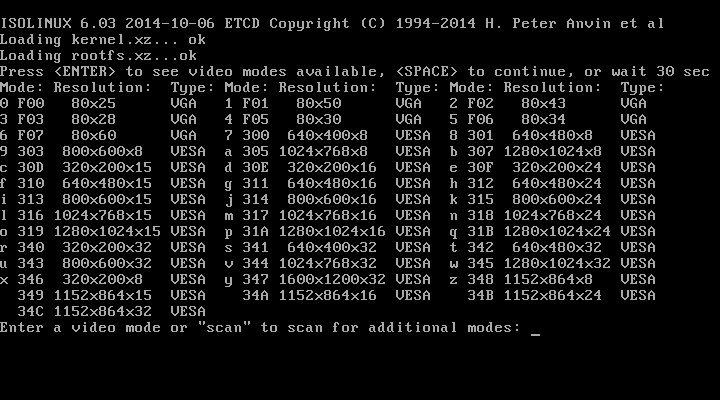 ISOLINUX 6.03 2014-10-06 ETCD Copyright (C) 1994-2014 H. Peter Anvin et al
Loading kernel.xz... ok
Loading rootfs.xz...ok
Press <ENTER> to see video modes available, <SPACE> to continue, or wait 30 sec
Mode: Resolution:  Type: Mode: Resolution:  Type: Mode: Resolution:  Type:
0 F00   80x25      VGA   1 F01   80x50      VGA   2 F02   80x43      VGA
3 F03   80x28      VGA   4 F05   80x30      VGA   5 F06   80x34      VGA
6 F07   80x60      VGA   7 300  640x400x8   VESA  8 301  640x480x8   VESA
9 303  800x600x8   VESA  a 305 1024x768x8   VESA  b 307 1280x1024x8  VESA
c 30D  320x200x15  VESA  d 30E  320x200x16  VESA  e 30F  320x200x24  VESA
f 310  640x480x15  VESA  g 311  640x480x16  VESA  h 312  640x480x24  VESA
i 313  800x600x15  VESA  j 314  800x600x16  VESA  k 315  800x600x24  VESA
l 316 1024x768x15  VESA  m 317 1024x768x16  VESA  n 318 1024x768x24  VESA
o 319 1280x1024x15 VESA  p 31A 1280x1024x16 VESA  q 31B 1280x1024x24 VESA
r 340  320x200x32  VESA  s 341  640x400x32  VESA  t 342  640x480x32  VESA
u 343  800x600x32  VESA  v 344 1024x768x32  VESA  w 345 1280x1024x32 VESA
x 346  320x200x8   VESA  y 347 1600x1200x32 VESA  z 348 1152x864x8   VESA
349 1152x864x15  VESA    34A 1152x864x16  VESA    34B 1152x864x24  VESA
34C 1152x864x32  VESA
Enter a video mode or "scan" to scan for additional modes: _